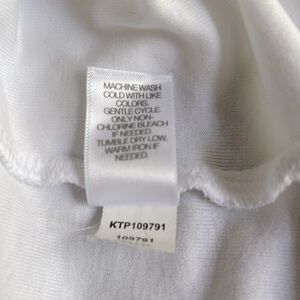 MACHINE WASH
COLD WITH LIKE
COLORS.
GENTLE CYCLE.
ONLY NON-
CHLORINE BLEACH
IF NEEDED.
TUMBLE DRY LOW.
WARM IRON IF
NEEDED.
KTP109791
109791